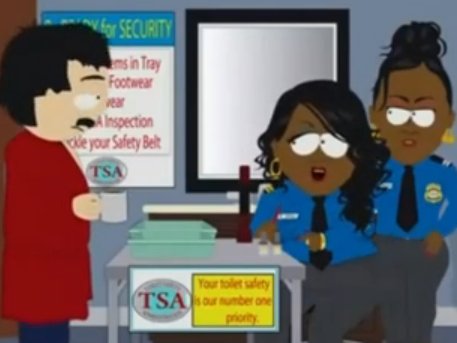 for SECURITY
ems in Tray
Footwear
ear
A Inspection
ckle your Safety Belt
TSA
TSA
Your toilet safety
is our number one
priority.